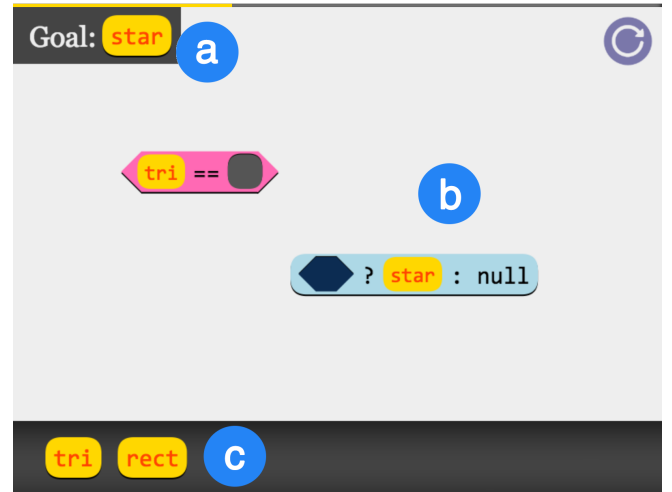 Goal: star a
tri ==
b
? star : null
tri rect c